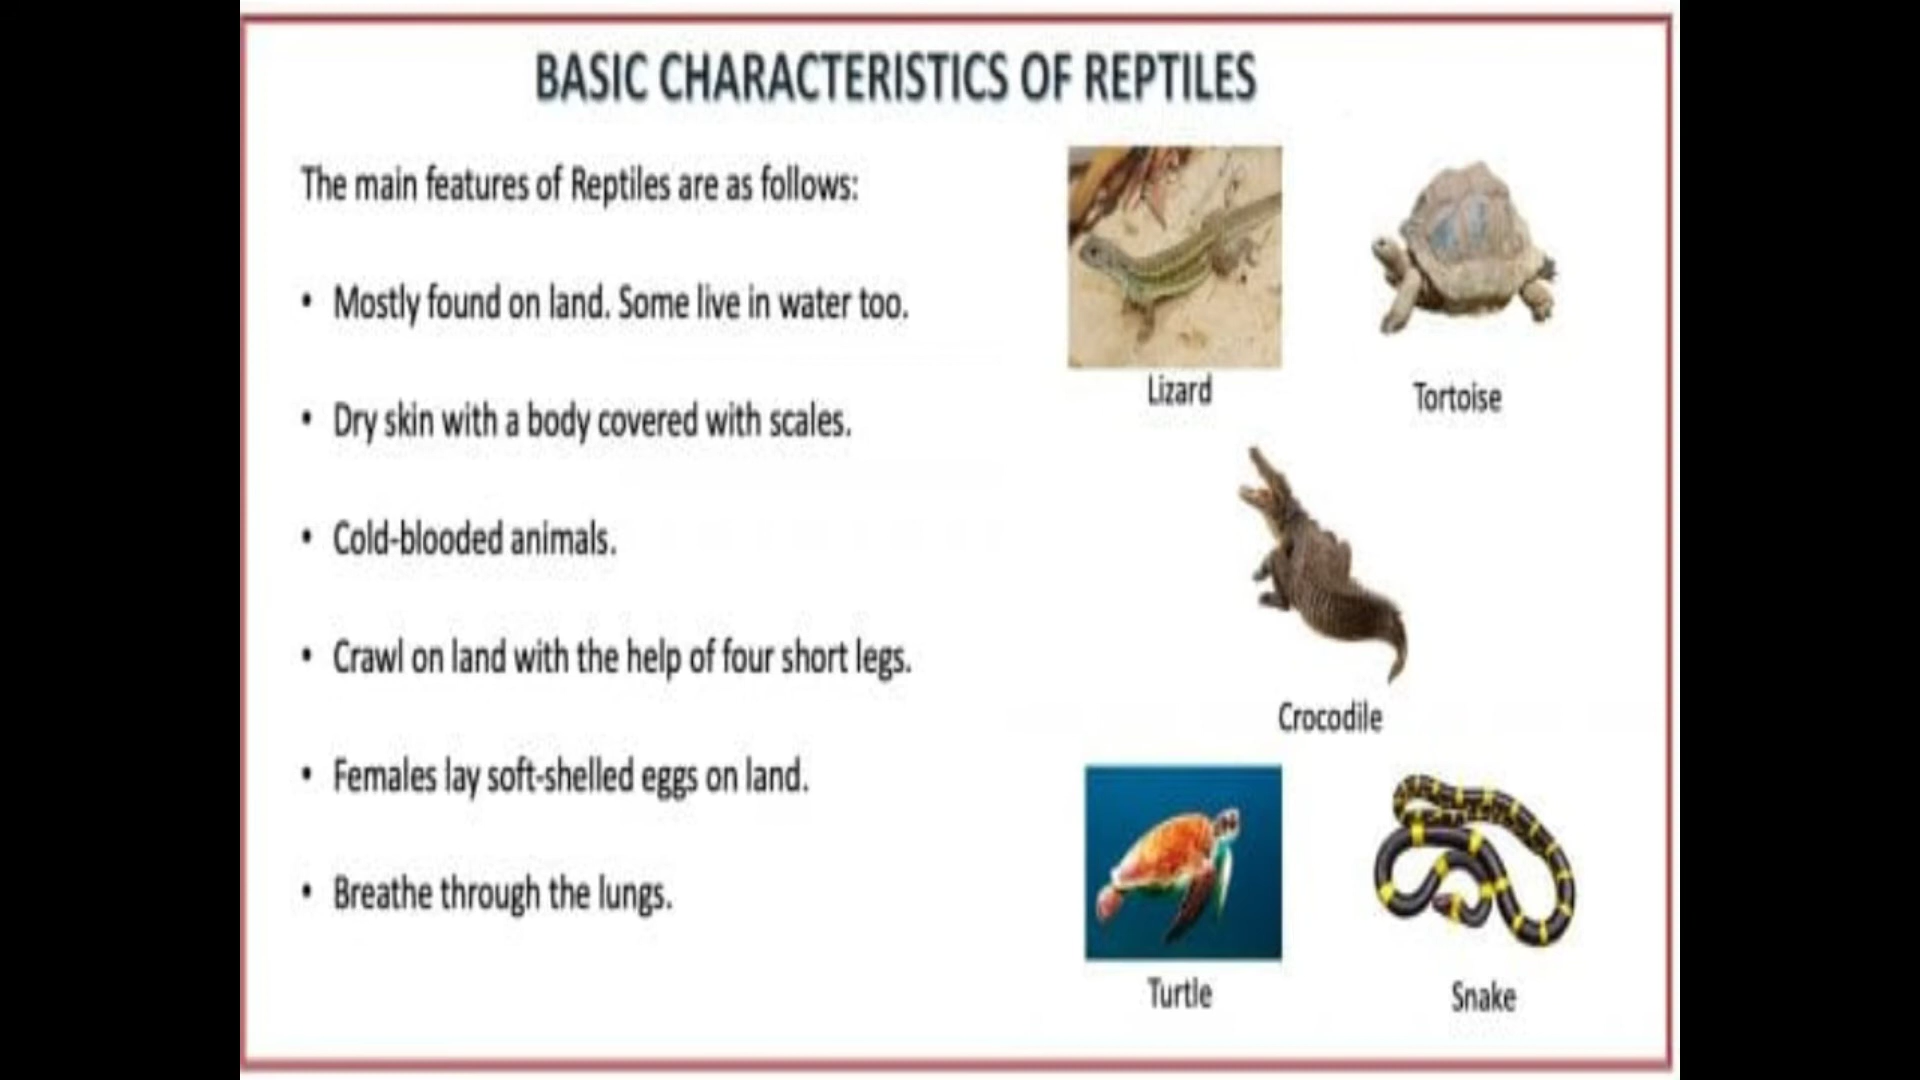 BASIC CHARACTERISTICS OF REPTILES
The main features of Reptiles are as follows:
• Mostly found on land. Some live in water too.
• Dry skin with a body covered with scales.
• Cold-blooded animals.
• Crawl on land with the help of four short legs.
• Females lay soft-shelled eggs on land.
• Breathe through the lungs.
Lizard
Tortoise
Crocodile
Turtle
Snake